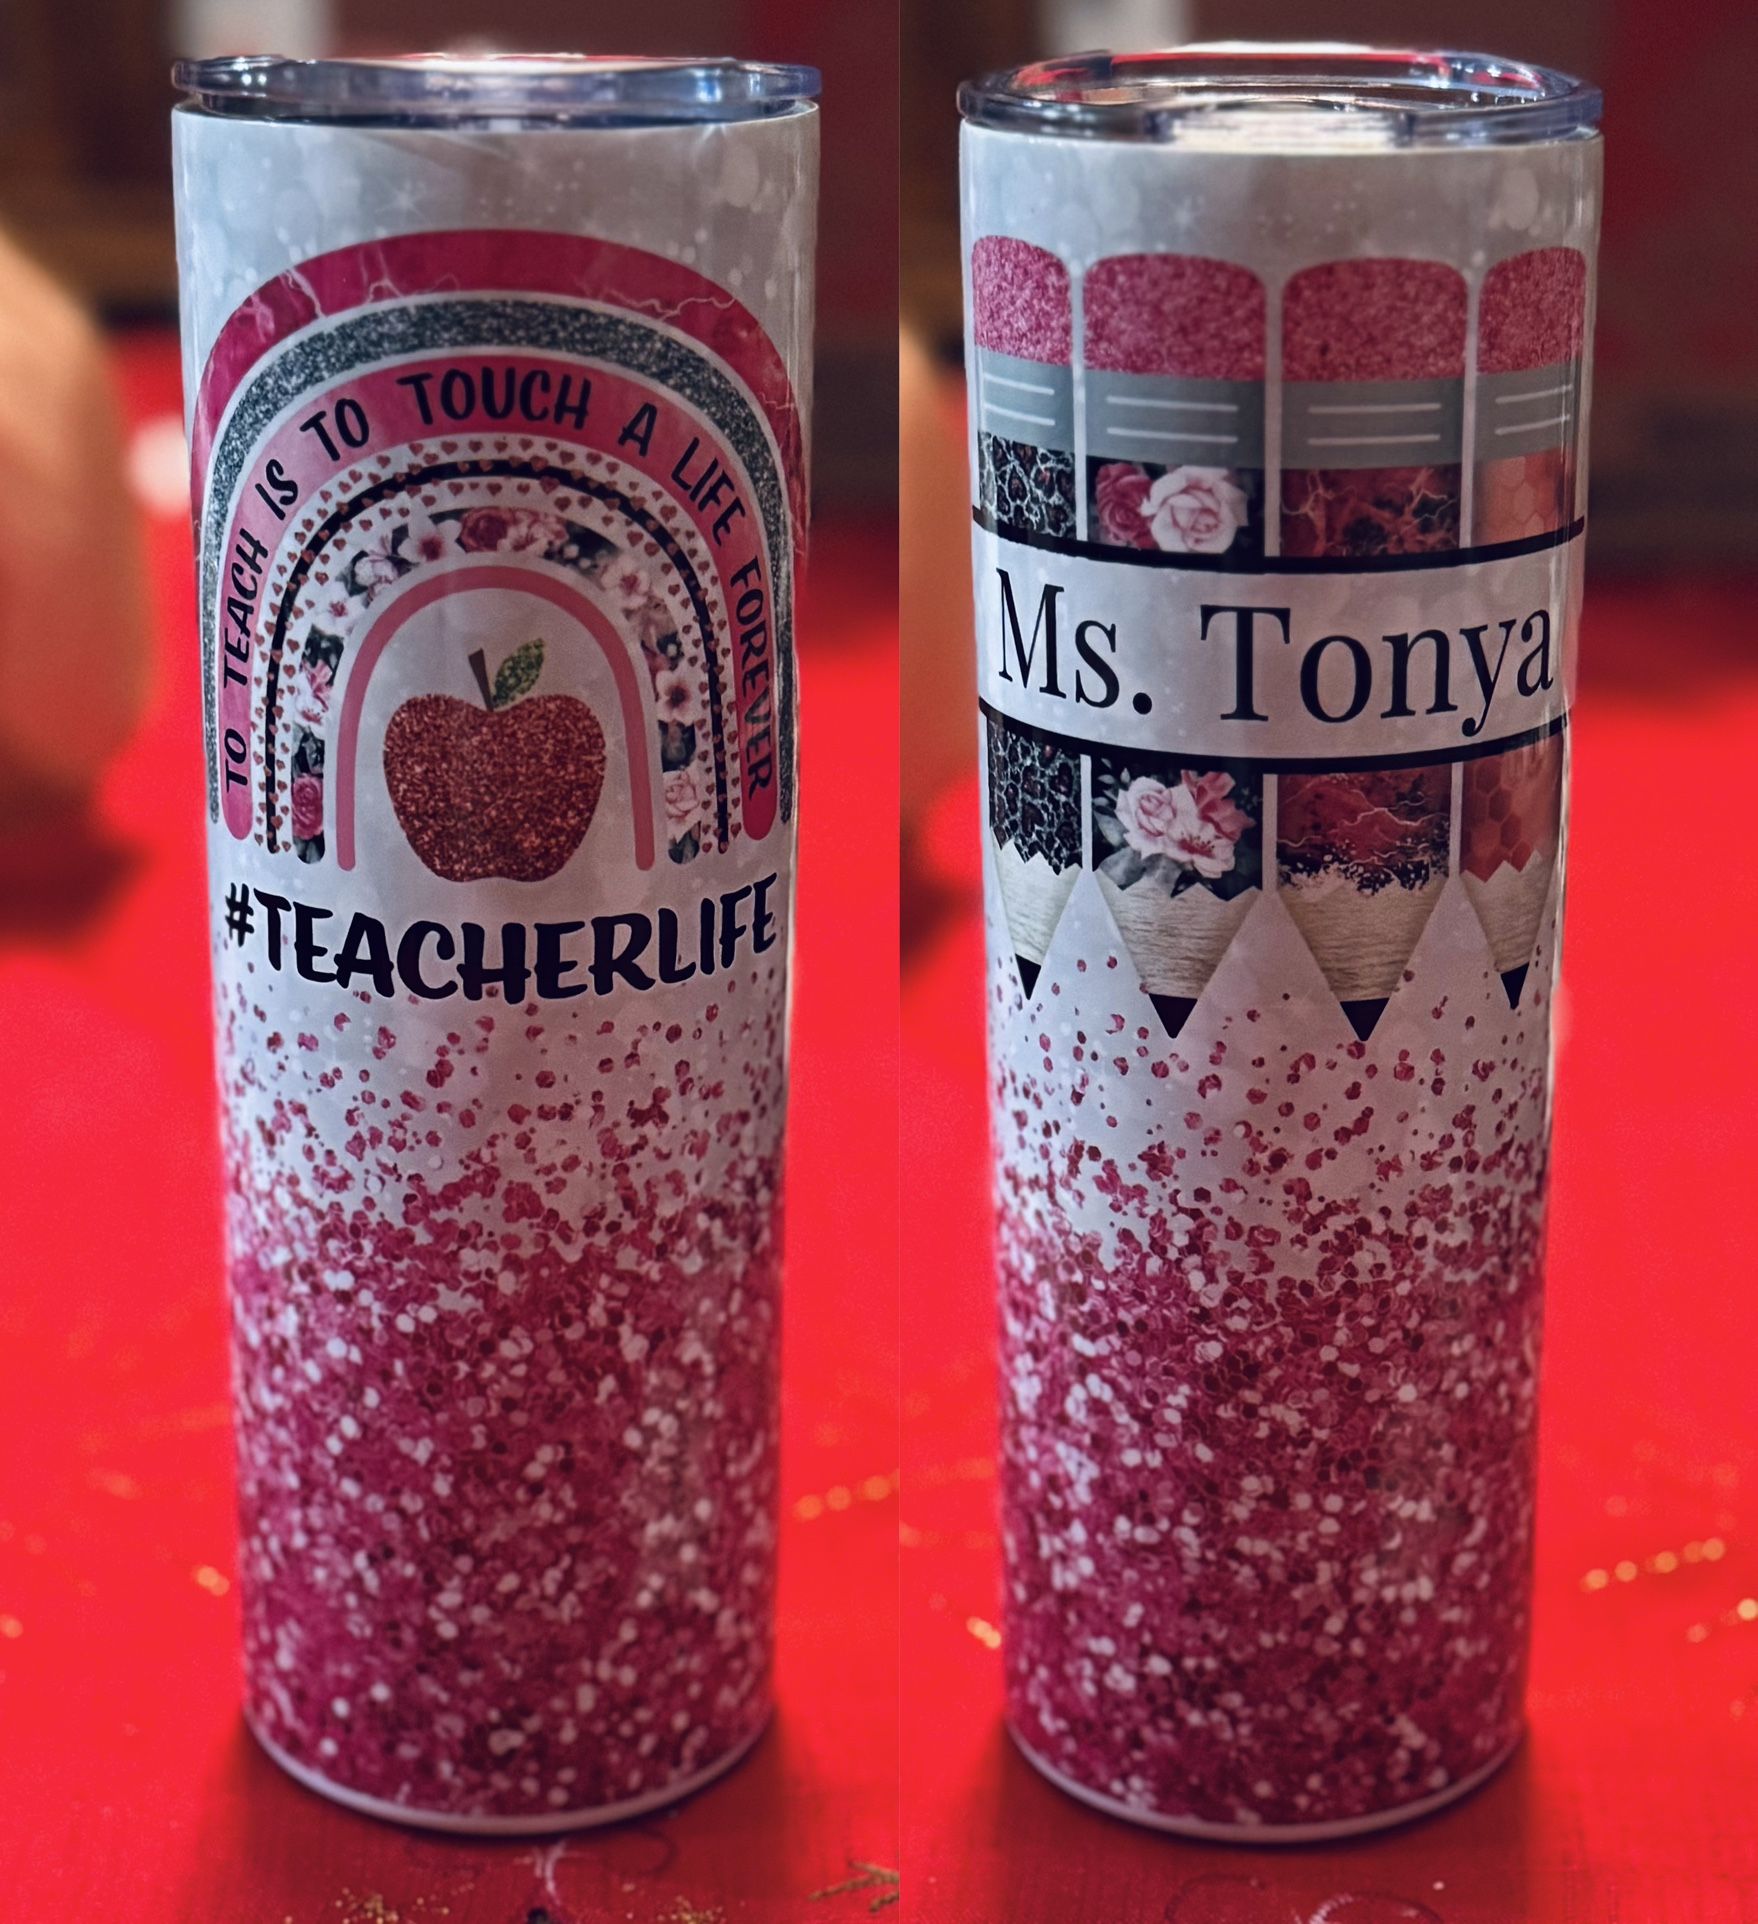 TO TEACH IS TO TOUCH A LIFE FOREVER
#TEACHERLIFE
Ms. Tonya